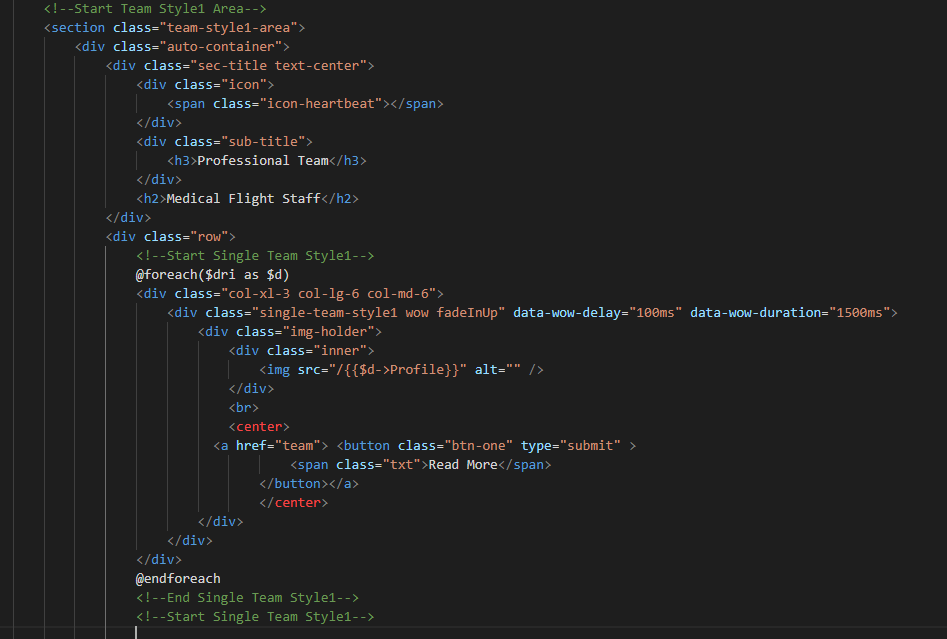 <!--Start Team Style1 Area-->
<section class="team-style1-area">
<div class="auto-container">
<div class="sec-title text-center">
<div class="icon">
<span class="icon-heartbeat"></span>
</div>
<div class="sub-title">
<h3>Professional Team</h3>
</div>
<h2>Medical Flight Staff</h2>
</div>
<div class="row">
<!--Start Single Team Style1-->
@foreach($dri as $d)
<div class="col-xl-3 col-lg-6 col-md-6">
<div class="single-team-style1 wow fadeInUp" data-wow-delay="100ms" data-wow-duration="1500ms">
<div class="img-holder">
<div class="inner">
<img src="/{{$d->Profile}}" alt="" />
</div>
<br>
<center>
<a href="team"> <button class="btn-one" type="submit" >
<span class="txt">Read More</span>
</button></a>
</center>
</div>
</div>
</div>
@endforeach
<!--End Single Team Style1-->
<!--Start Single Team Style1-->